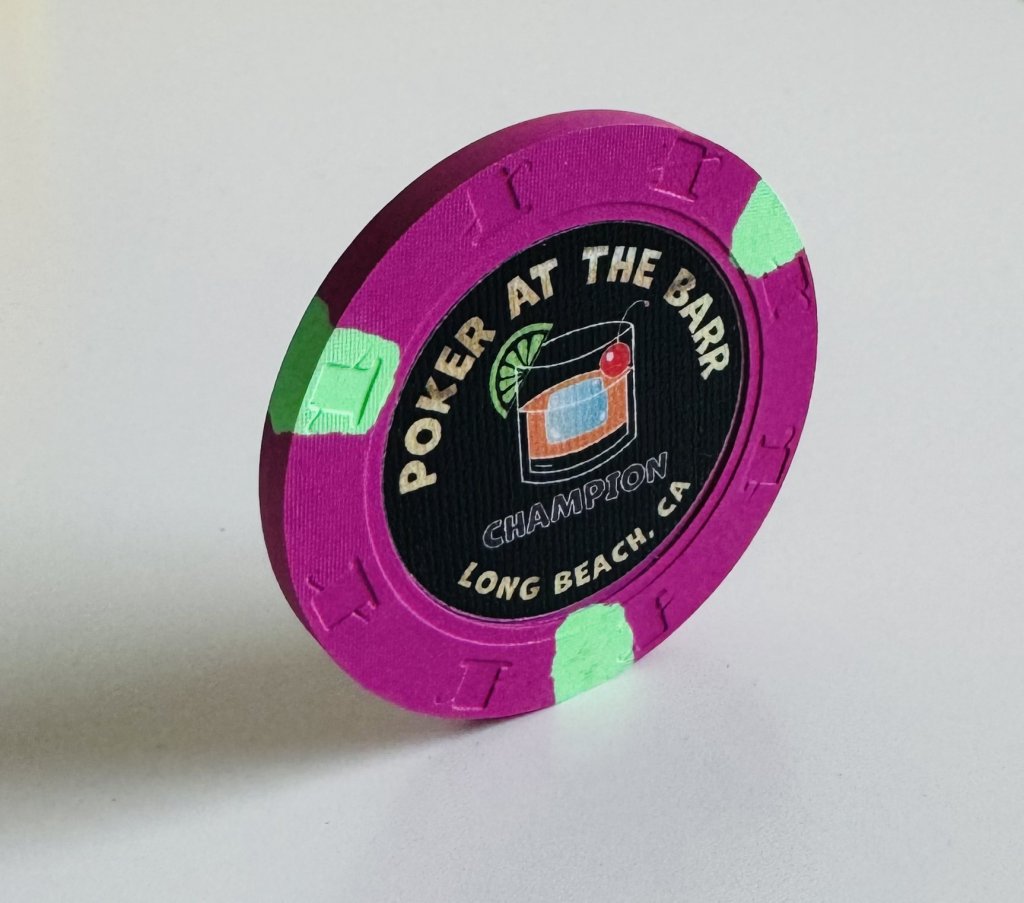 POKER AT THE BARR
CHAMPION
LONG BEACH, CA